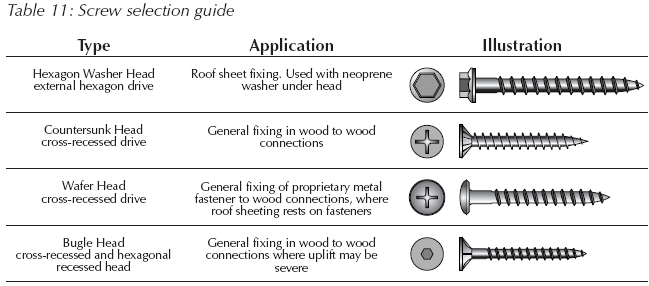 Table 11: Screw selection guide
Type Application Illustration
Hexagon Washer Head
external hexagon drive
Roof sheet fixing. Used with neoprene
washer under head
Countersunk Head
cross-recessed drive
General fixing in wood to wood
connections
Wafer Head
cross-recessed drive
General fixing of proprietary metal
fastener to wood connections, where
roof sheeting rests on fasteners
Bugle Head
cross-recessed and hexagonal
recessed head
General fixing in wood to wood
connections where uplift may be
severe